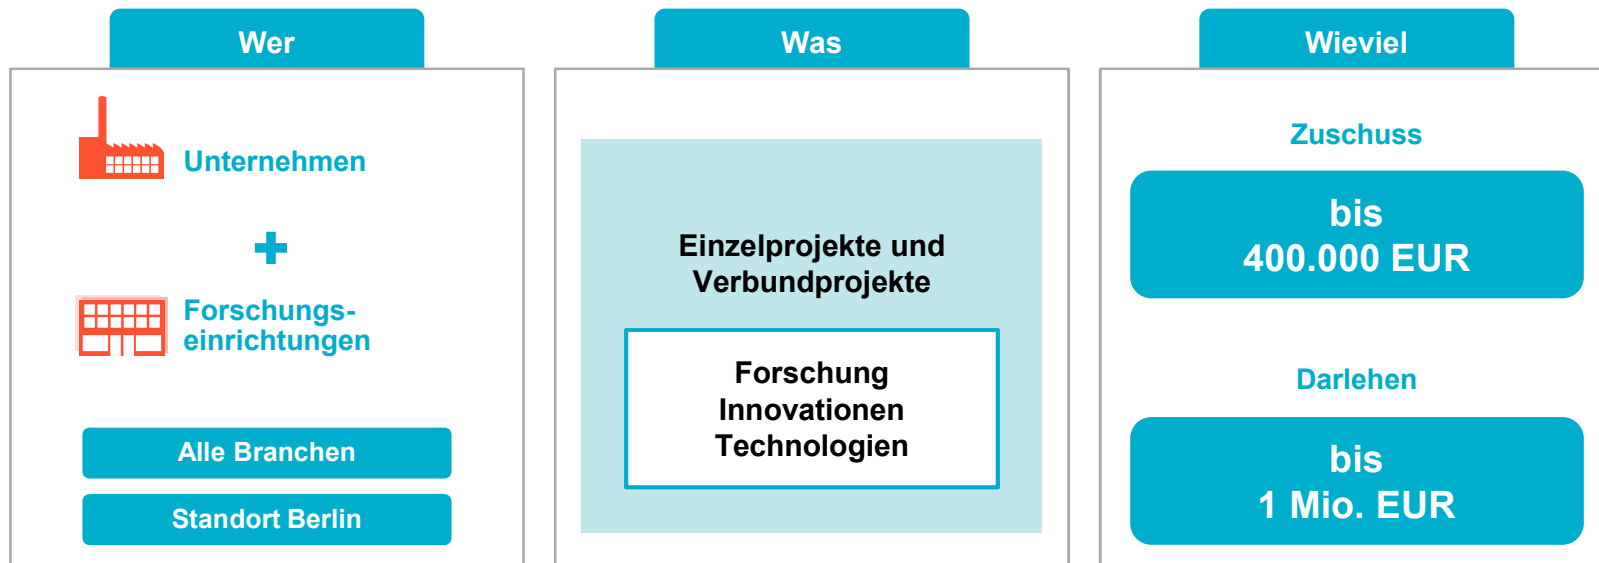 Wer
Unternehmen
Forschungs-
einrichtungen
Alle Branchen
Standort Berlin
Was
Einzelprojekte und
Verbundprojekte
Forschung
Innovationen
Technologien
Wieviel
Zuschuss
bis
400.000 EUR
Darlehen
bis
1 Mio. EUR